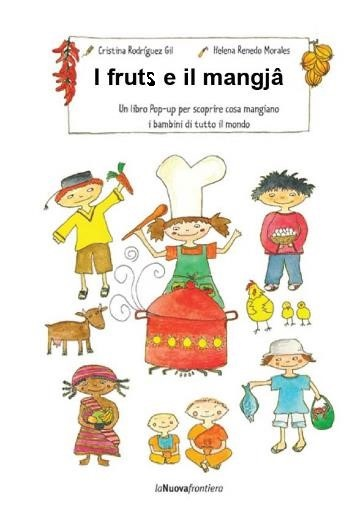 Cristina Rodríguez Gil Helena Renedo Morales
I fruts e il mangjâ
Un libro Pop-up per scoprire cosa mangiano
i bambini di tutto il mondo
laNuovafrontiera